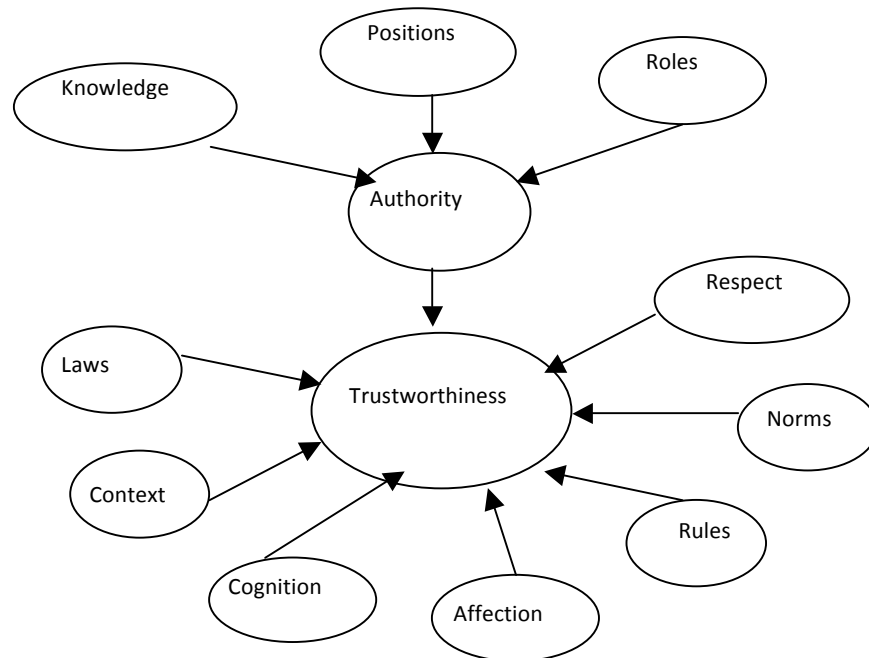 Positions
Roles
Knowledge
Authority
Respect
Laws
Trustworthiness
Norms
Context
Rules
Cognition
Affection